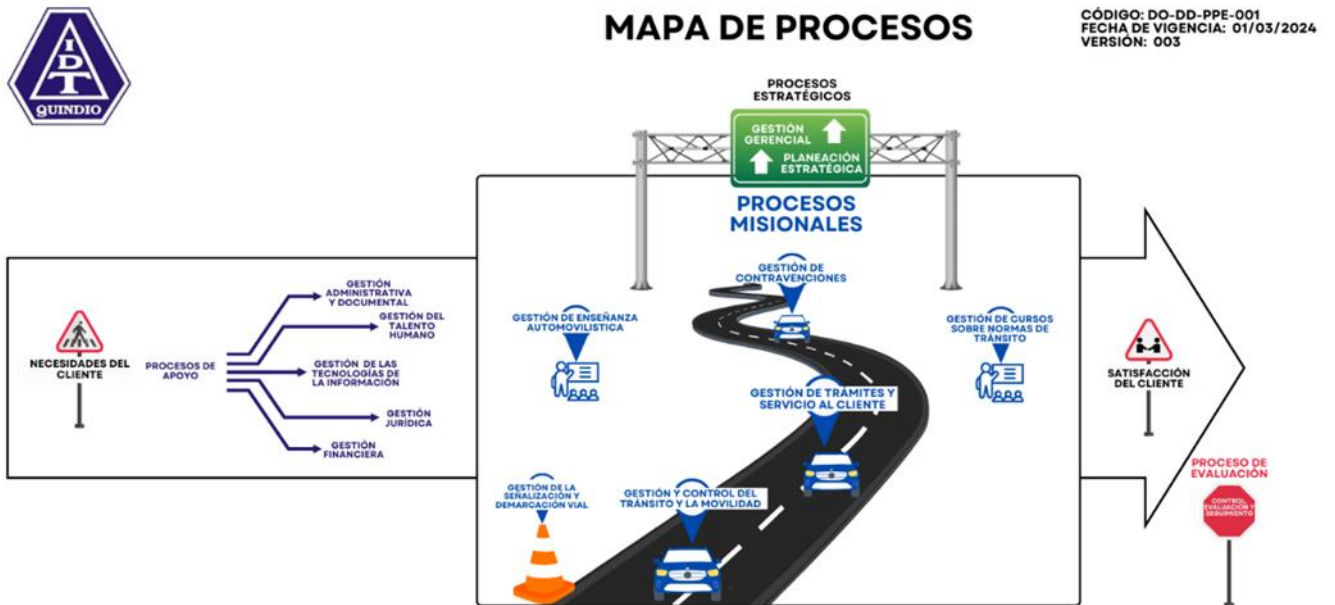 MAPA DE PROCESOS
CÓDIGO: DO-DD-PPE-001
FECHA DE VIGENCIA: 01/03/2024
VERSIÓN: 003
I
D
T
QUINDIO
PROCESOS
ESTRATÉGICOS
GESTIÓN
GERENCIAL
PLANEACIÓN
ESTRATÉGICA
PROCESOS
MISIONALES
NECESIDADES DEL
CLIENTE
PROCESOS DE
APOYO
GESTIÓN
ADMINISTRATIVA
Y DOCUMENTAL
GESTIÓN DEL
TALENTO
HUMANO
GESTIÓN DE LAS
TECNOLOGÍAS DE
LA INFORMACIÓN
GESTIÓN
JURÍDICA
GESTIÓN
FINANCIERA
GESTIÓN DE
CONTRAVENCIONES
GESTIÓN DE ENSEÑANZA
AUTOMOVILISTICA
GESTIÓN DE CURSOS
SOBRE NORMAS DE
TRÁNSITO
GESTIÓN DE TRÁMITES Y
SERVICIO AL CLIENTE
GESTIÓN DE LA
SEÑALIZACIÓN Y
DEMARCACIÓN VIAL
GESTIÓN Y CONTROL DEL
TRÁNSITO Y LA MOVILIDAD
SATISFACCIÓN
DEL CLIENTE
PROCESO DE
EVALUACIÓN
CONTROL,
EVALUACIÓN Y
SEGUIMIENTO